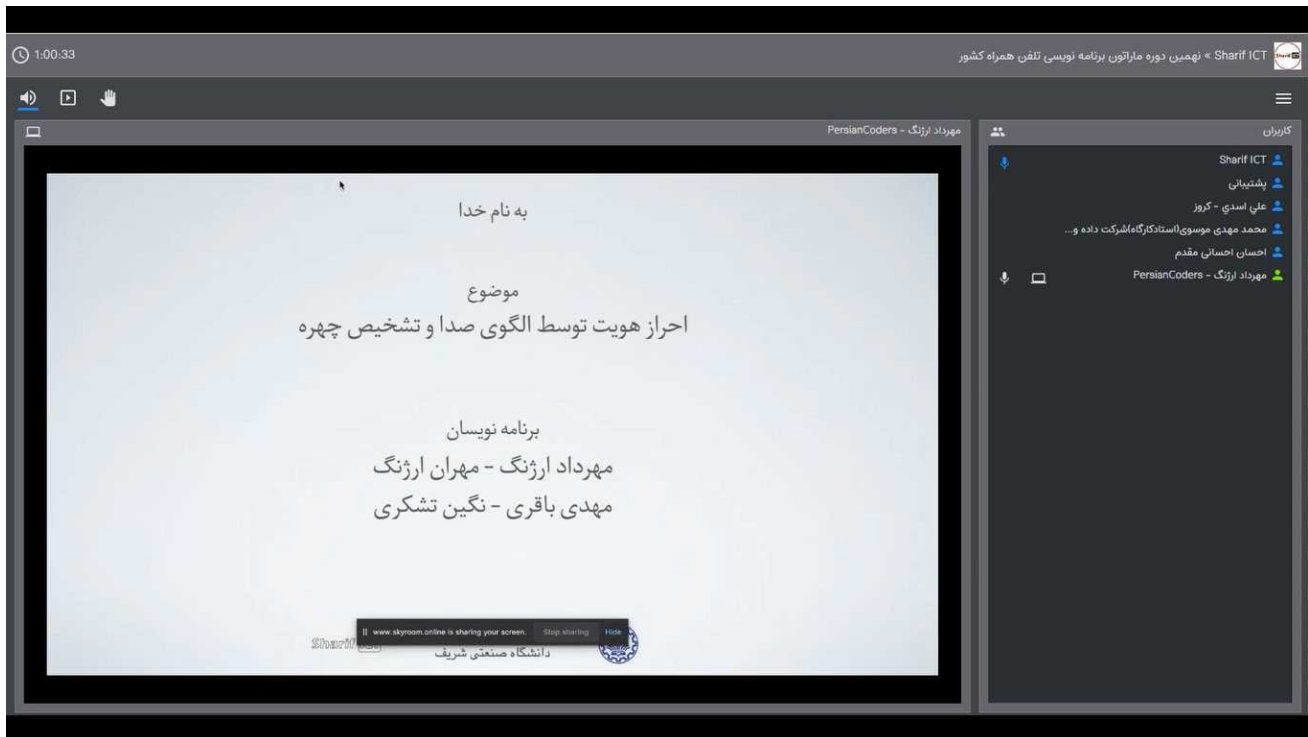 1:00:33
Sharif ICT » نهمین دوره ماراتون برنامه نویسی تلفن همراه کشور
کاربران
Sharif ICT
پشتیبانی
علي اسدي - كروز
محمد مهدی موسوی(استادکارگاه)شرکت داده و...
احسان احسانی مقدم
مهرداد ارژنگ - PersianCoders
مهرداد ارژنگ - PersianCoders
به نام خدا
موضوع
احراز هویت توسط الگوی صدا و تشخیص چهره
برنامه نویسان
مهرداد ارژنگ - مهران ارژنگ
مهدی باقری - نگین تشکری
www.skyroom.online is sharing your screen. Stop sharing Hide
Sharif
دانشگاه صنعتی شریف